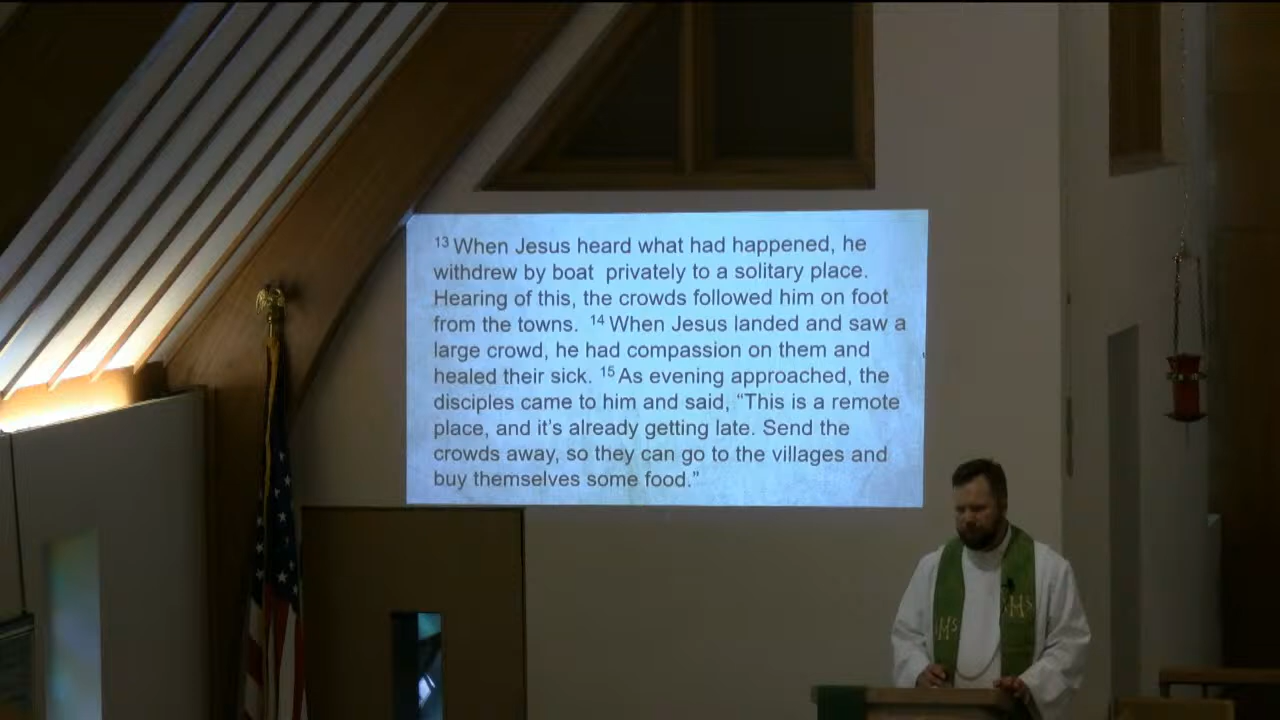 13 When Jesus heard what had happened, he
withdrew by boat  privately to a solitary place.
Hearing of this, the crowds followed him on foot
from the towns.  14 When Jesus landed and saw a
large crowd, he had compassion on them and
healed their sick. 15 As evening approached, the
disciples came to him and said, “This is a remote
place, and it’s already getting late. Send the
crowds away, so they can go to the villages and
buy themselves some food.”
IHS
IHS